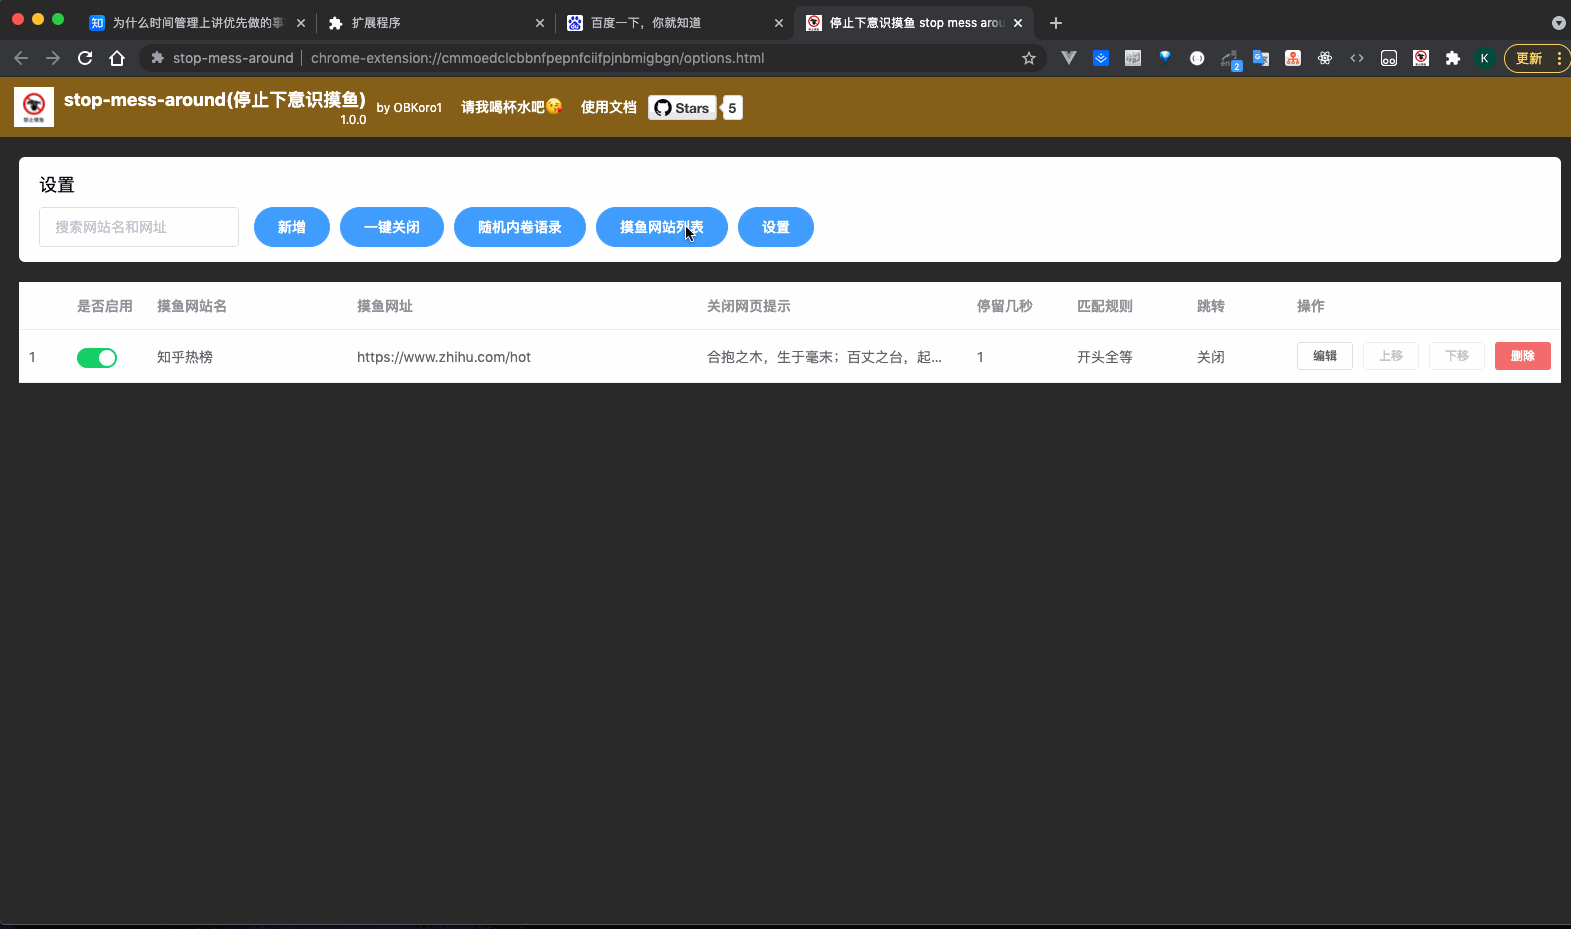 为什么时间管理上讲优先做的事
扩展程序
百度一下，你就知道
停止下意识摸鱼 stop mess arou
stop-mess-around
chrome-extension://cmmoedclcbbnfpepnfciifpjnbmigbgn/options.html
2
K
更新
stop-mess-around(停止下意识摸鱼)
1.0.0
by OBKoro1
请我喝杯水吧😘
使用文档
Stars
5
设置
搜索网站名和网址
新增
一键关闭
随机内卷语录
摸鱼网站列表
设置
是否启用 摸鱼网站名 摸鱼网址 关闭网页提示 停留几秒 匹配规则 跳转 操作
1 知乎热榜 https://www.zhihu.com/hot 合抱之木，生于毫末；百丈之台，起... 1 开头全等 关闭 编辑 上移 下移 删除